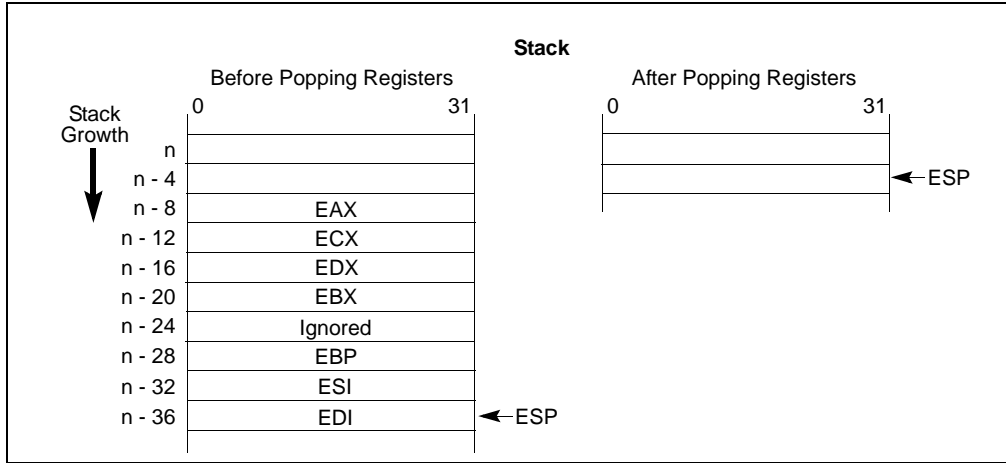 Stack
Before Popping Registers After Popping Registers
0 31 0 31
Stack
Growth
n
n - 4 ESP
n - 8 EAX
n - 12 ECX
n - 16 EDX
n - 20 EBX
n - 24 Ignored
n - 28 EBP
n - 32 ESI
n - 36 EDI ESP